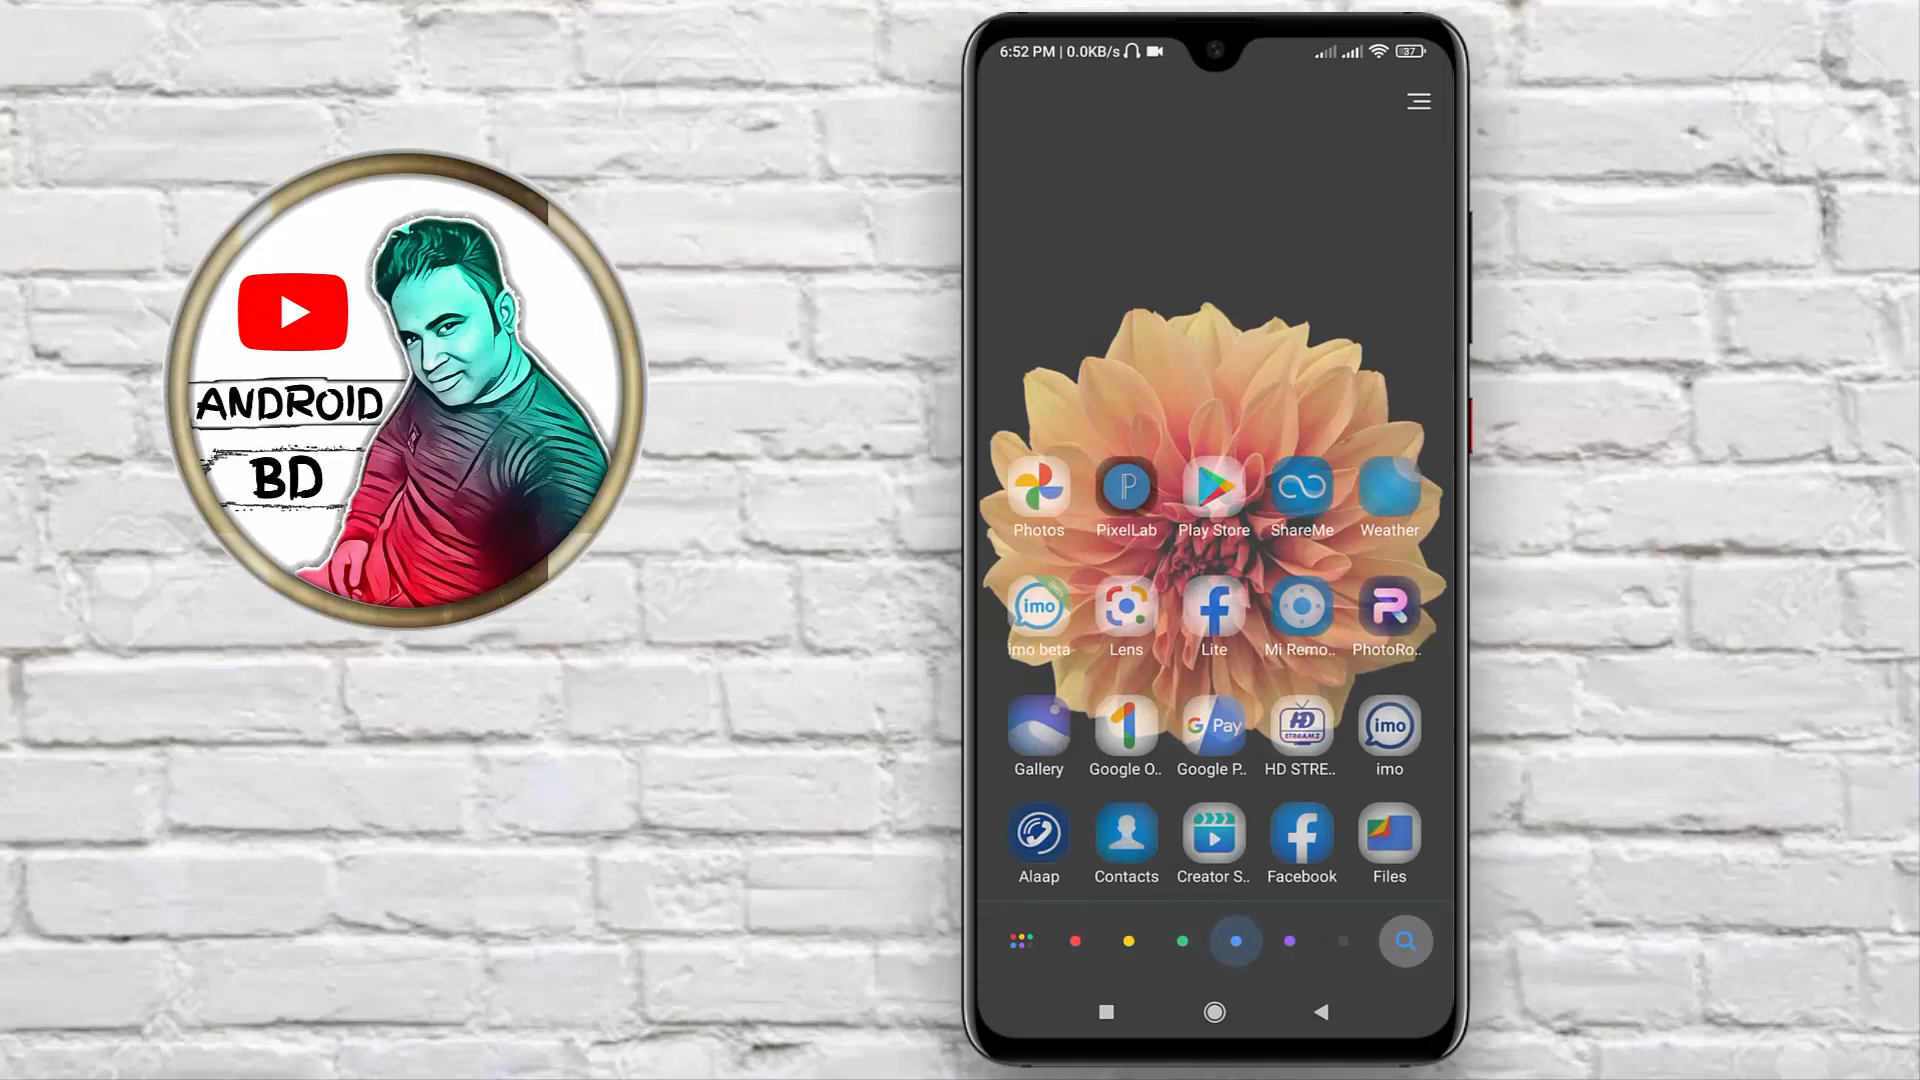 ANDROID
BD
6:52 PM | 0.0KB/s
37
Photos
PixelLab
Play Store
ShareMe
Weather
imo
imo beta
Lens
Lite
Mi Remo..
PhotoRo..
G Pay
HD
STREAMZ
imo
Gallery
Google O..
Google P..
HD STRE..
imo
Alaap
Contacts
Creator S..
Facebook
Files